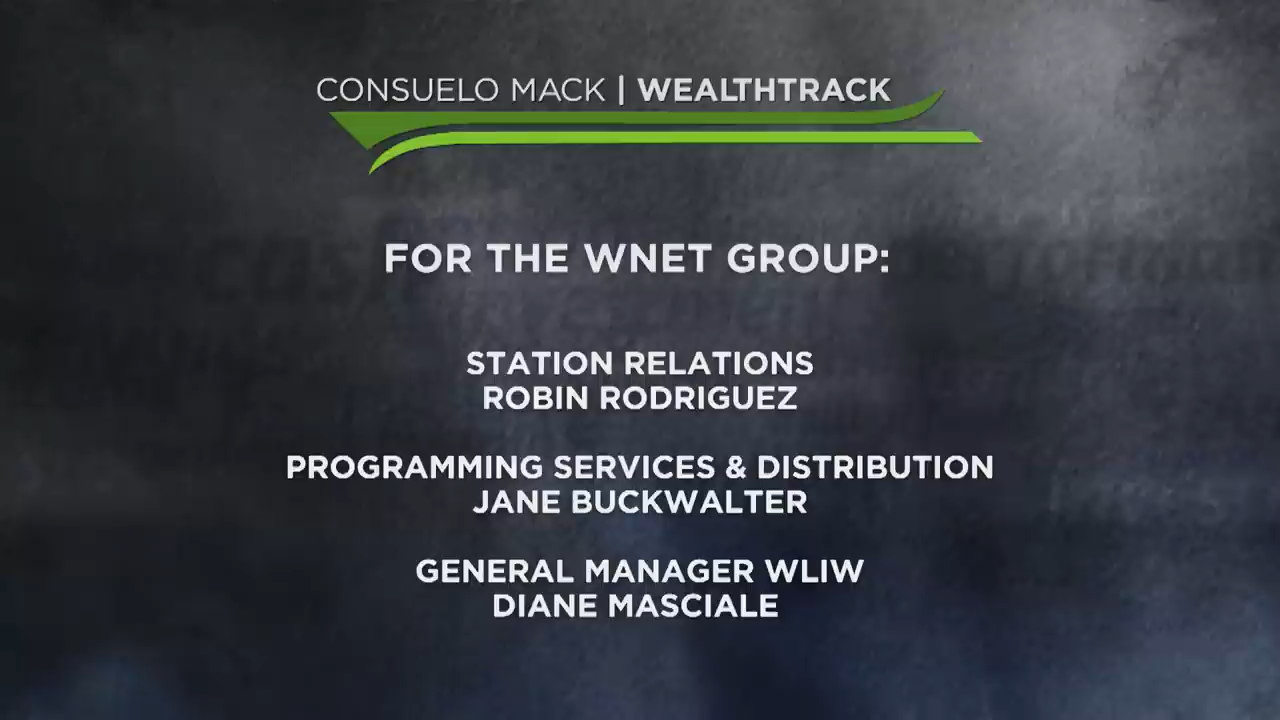 CONSUELO MACK | WEALTHTRACK
FOR THE WNET GROUP:
STATION RELATIONS
ROBIN RODRIGUEZ
PROGRAMMING SERVICES & DISTRIBUTION
JANE BUCKWALTER
GENERAL MANAGER WLIW
DIANE MASCIALE